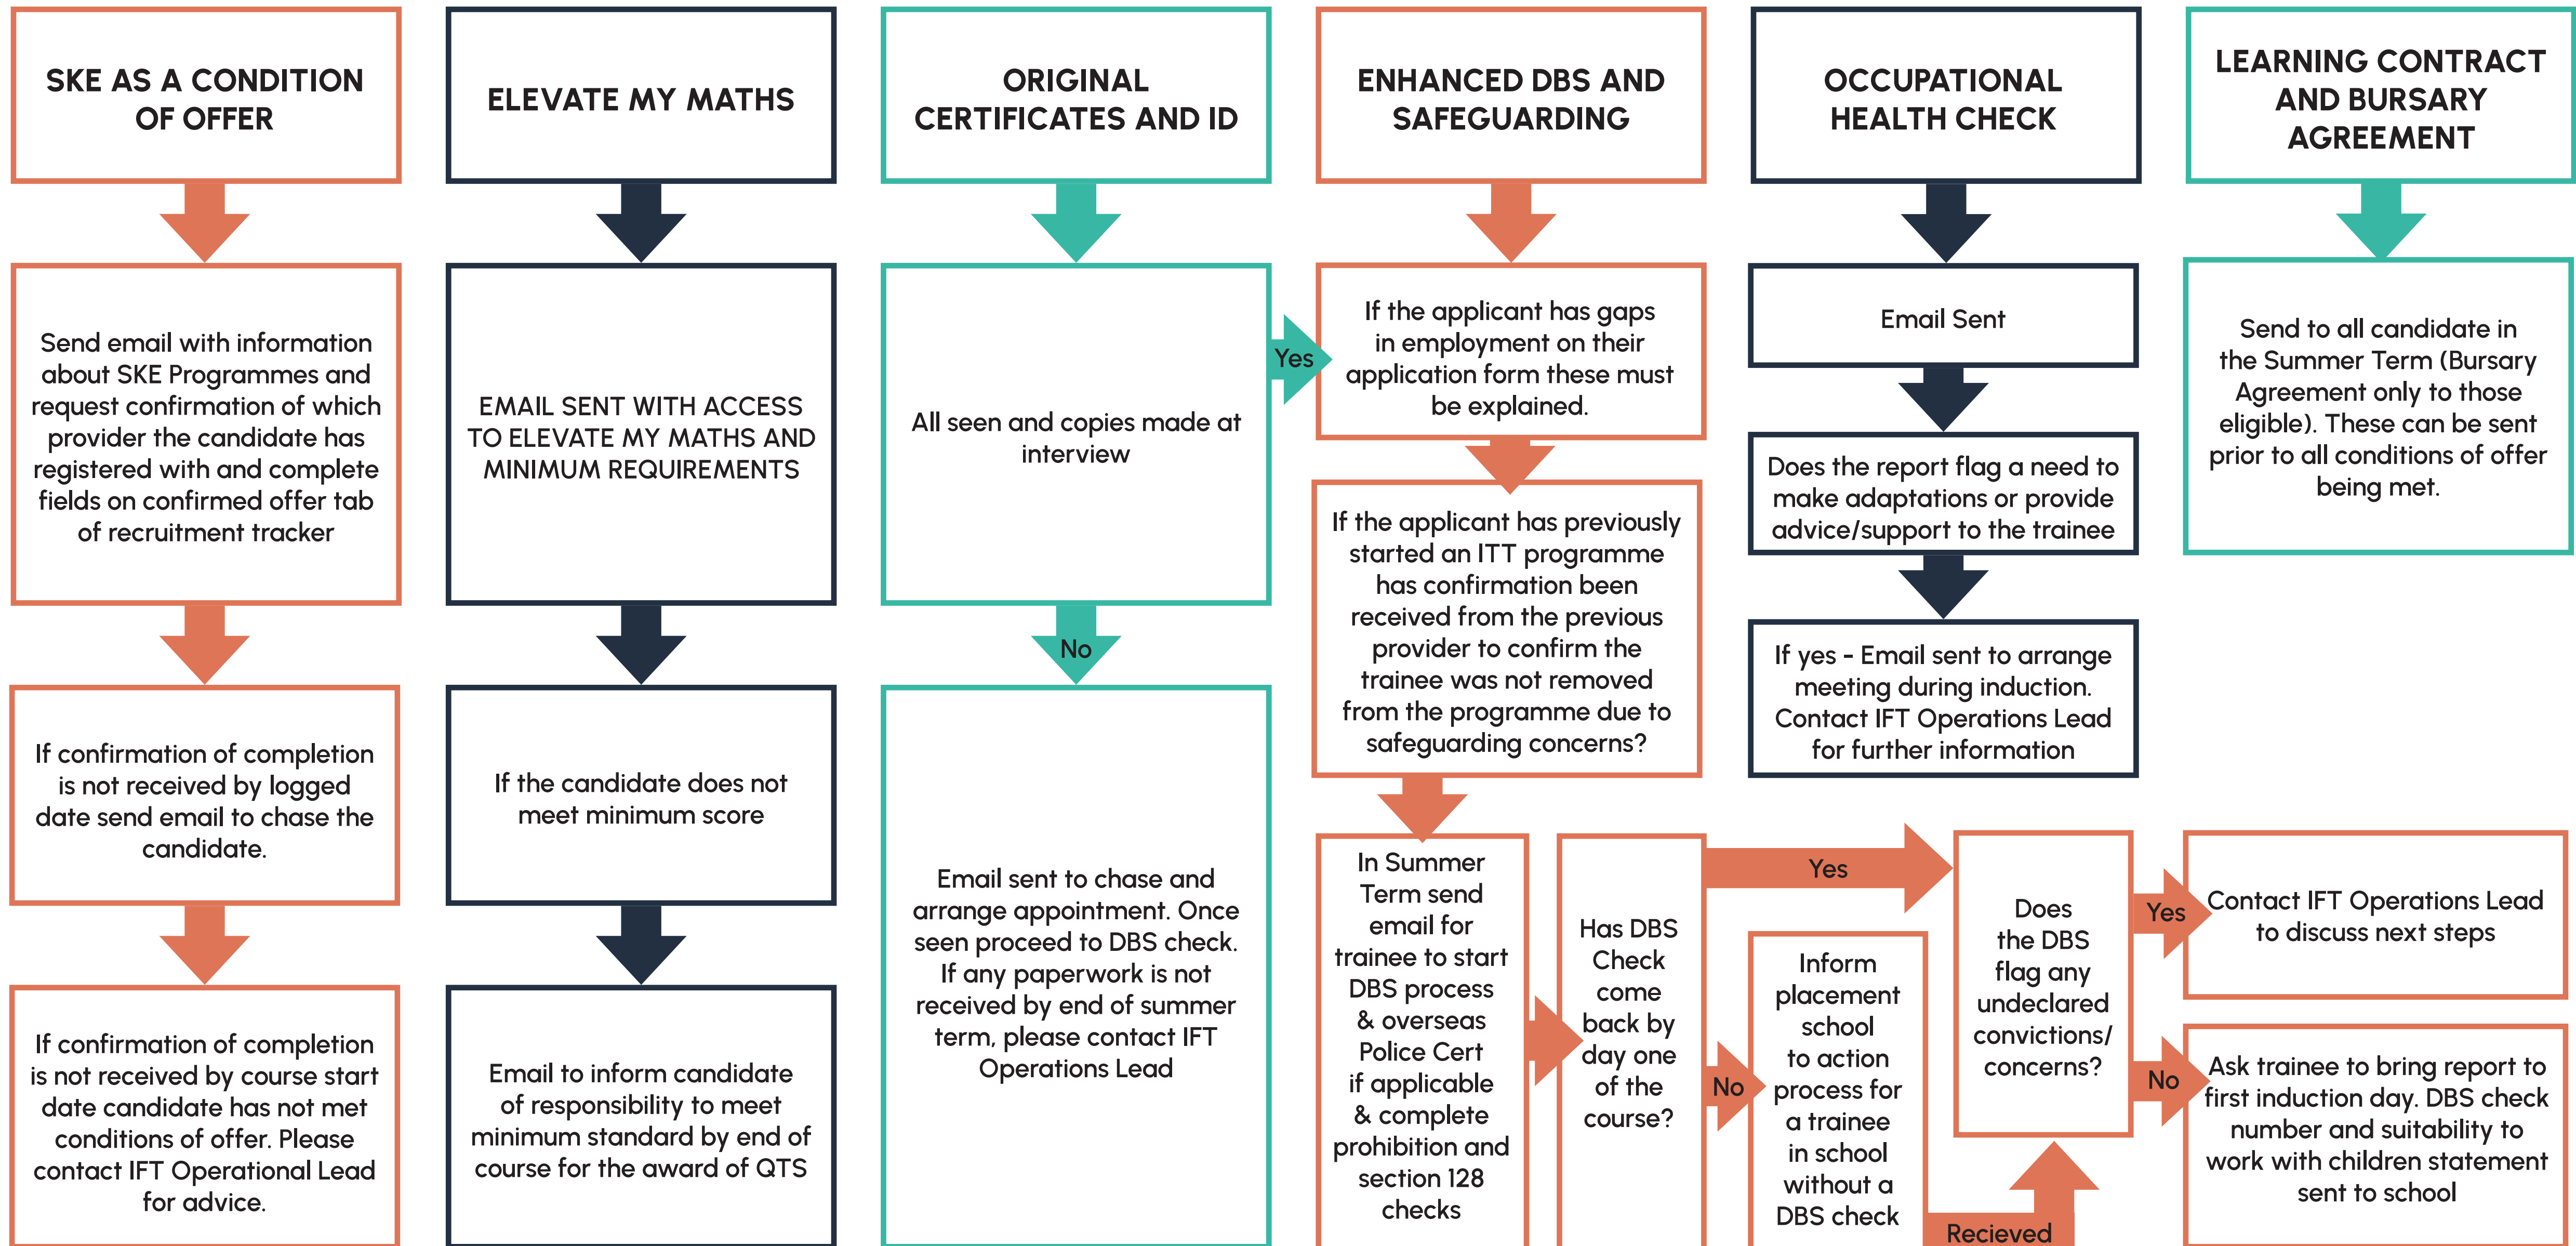 SKE AS A CONDITION
OF OFFER
Send email with information
about SKE Programmes and
request confirmation of which
provider the candidate has
registered with and complete
fields on confirmed offer tab
of recruitment tracker
If confirmation of completion
is not received by logged
date send email to chase the
candidate.
If confirmation of completion
is not received by course start
date candidate has not met
conditions of offer. Please
contact IFT Operational Lead
for advice.
ELEVATE MY MATHS
EMAIL SENT WITH ACCESS
TO ELEVATE MY MATHS AND
MINIMUM REQUIREMENTS
If the candidate does not
meet minimum score
Email to inform candidate
of responsibility to meet
minimum standard by end of
course for the award of QTS
ORIGINAL
CERTIFICATES AND ID
All seen and copies made at
interview
Yes
No
Email sent to chase and
arrange appointment. Once
seen proceed to DBS check.
If any paperwork is not
received by end of summer
term, please contact IFT
Operations Lead
ENHANCED DBS AND
SAFEGUARDING
If the applicant has gaps
in employment on their
application form these must
be explained.
If the applicant has previously
started an ITT programme
has confirmation been
received from the previous
provider to confirm the
trainee was not removed
from the programme due to
safeguarding concerns?
In Summer
Term send
email for
trainee to start
DBS process
& overseas
Police Cert
if applicable
& complete
prohibition and
section 128
checks
Has DBS
Check
come
back by
day one
of the
course?
Yes
No
Inform
placement
school
to action
process for
a trainee
in school
without a
DBS check
Recieved
Does
the DBS
flag any
undeclared
convictions/
concerns?
Yes
Contact IFT Operations Lead
to discuss next steps
No
Ask trainee to bring report to
first induction day. DBS check
number and suitability to
work with children statement
sent to school
OCCUPATIONAL
HEALTH CHECK
Email Sent
Does the report flag a need to
make adaptations or provide
advice/support to the trainee
If yes - Email sent to arrange
meeting during induction.
Contact IFT Operations Lead
for further information
LEARNING CONTRACT
AND BURSARY
AGREEMENT
Send to all candidate in
the Summer Term (Bursary
Agreement only to those
eligible). These can be sent
prior to all conditions of offer
being met.